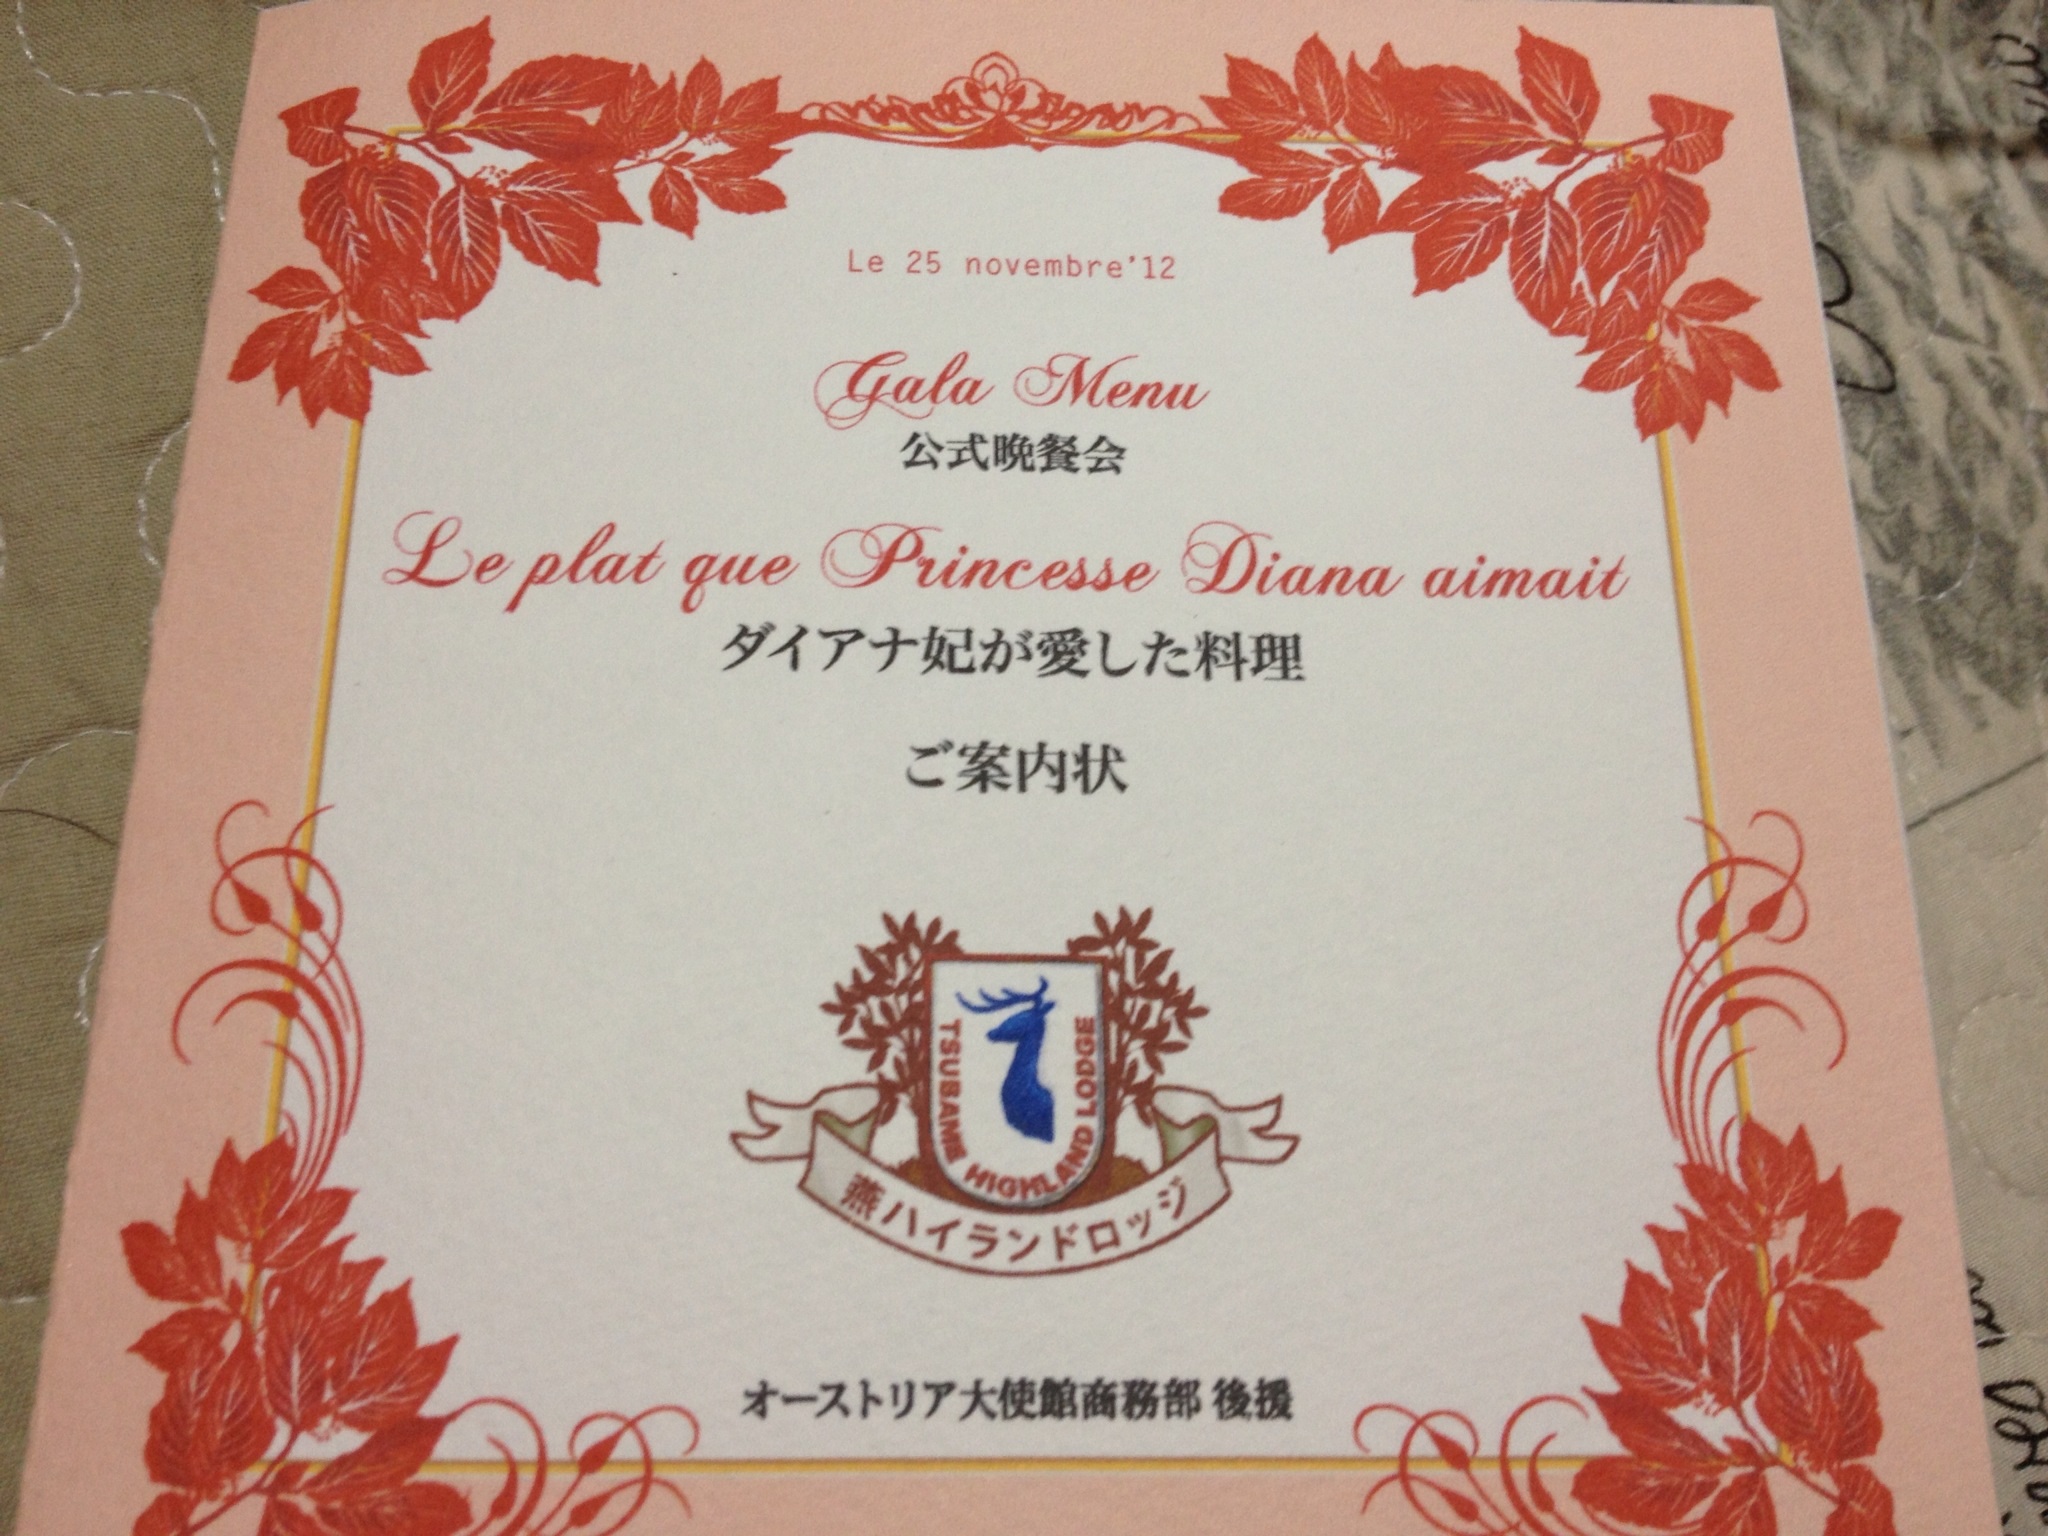 Le 25 novembre'12
Gala Menu
公式晩餐会
Le plat que Princesse Diana aimait
ダイアナ妃が愛した料理
ご案内状
TSUBAME HIGHLAND LODGE
燕ハイランドロッジ
オーストリア大使館商務部 後援